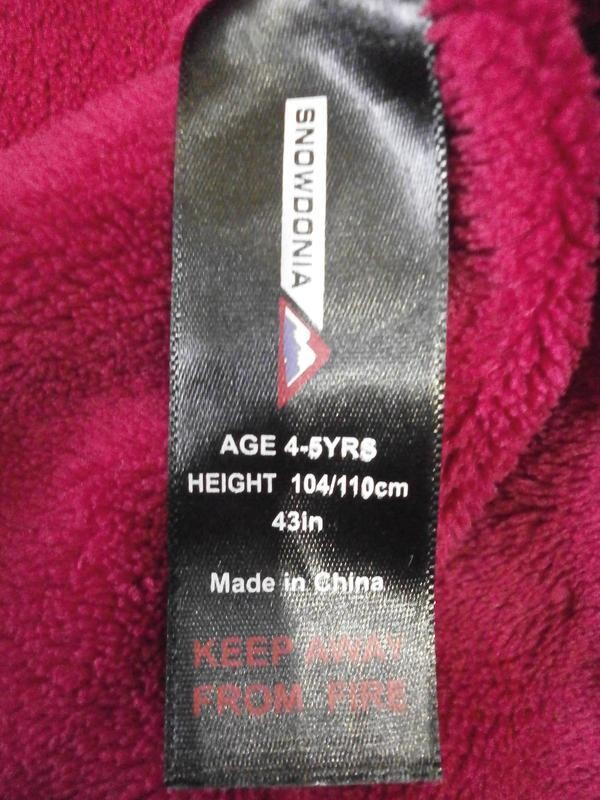 SNOWDONIA
AGE 4-5YRS
HEIGHT 104/110cm
43in
Made in China
KEEP AWAY
FROM FIRE